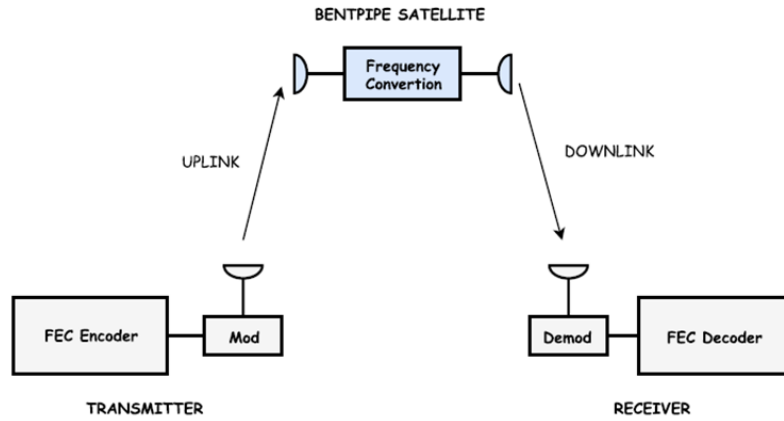 BENTPIPE SATELLITE
Frequency
Convertion
UPLINK
DOWNLINK
FEC Encoder
Mod
Demod
FEC Decoder
TRANSMITTER
RECEIVER